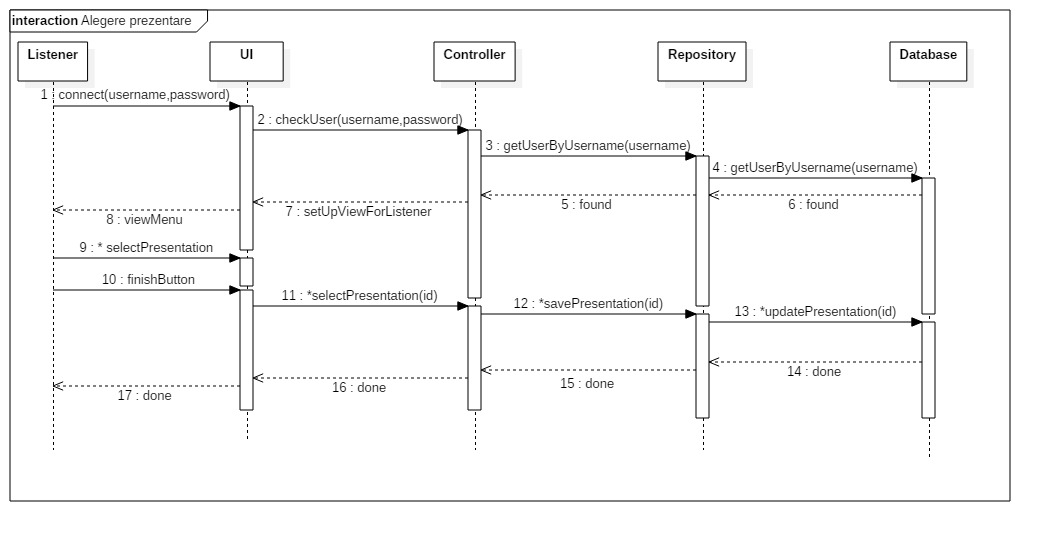 interaction Alegere prezentare
Listener
UI
Controller
Repository
Database
1 : connect(username,password)
2 : checkUser(username,password)
3 : getUserByUsername(username)
4 : getUserByUsername(username)
5 : found
6 : found
7 : setUpViewForListener
8 : viewMenu
9 : * selectPresentation
10 : finishButton
11 : *selectPresentation(id)
12 : *savePresentation(id)
13 : *updatePresentation(id)
14 : done
15 : done
16 : done
17 : done